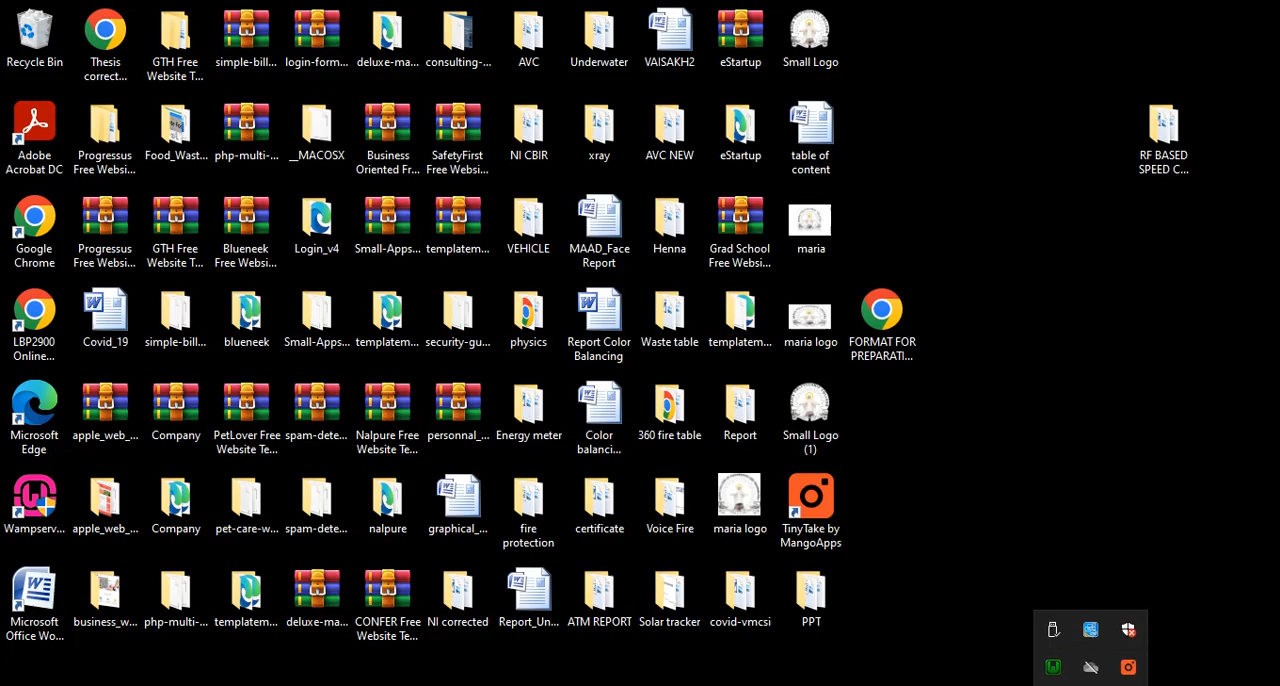 Recycle Bin
Thesis
correct...
GTH Free
Website T...
simple-bill...
login-form...
deluxe-ma...
consulting-...
AVC
Underwater
VAISAKH2
eStartup
Small Logo
Adobe
Acrobat DC
Progressus
Free Websi...
Food_Wast...
php-multi-...
__MACOSX
Business
Oriented Fr...
SafetyFirst
Free Websi...
NI CBIR
xray
AVC NEW
eStartup
table of
content
RF BASED
SPEED C...
Google
Chrome
Progressus
Free Websi...
GTH Free
Website T...
Blueneek
Free Websi...
Login_v4
Small-Apps...
templatem...
VEHICLE
MAAD_Face
Report
Henna
Grad School
Free Websi...
maria
LBP2900
Online...
Covid_19
simple-bill...
blueneek
Small-Apps...
templatem...
security-gu...
physics
Report Color
Balancing
Waste table
templatem...
maria logo
FORMAT FOR
PREPARATI...
Microsoft
Edge
apple_web_...
Company
PetLover Free
Website Te...
spam-dete...
Nalpure Free
Website Te...
personnal_...
Energy meter
Color
balanci...
360 fire table
Report
Small Logo
(1)
Wampserv...
apple_web_...
Company
pet-care-w...
spam-dete...
nalpure
graphical_...
fire
protection
certificate
Voice Fire
maria logo
TinyTake by
MangoApps
Microsoft
Office Wo...
business_w...
php-multi-...
templatem...
deluxe-ma...
CONFER Free
Website Te...
NI corrected
Report_Un...
ATM REPORT
Solar tracker
covid-vmcsi
PPT